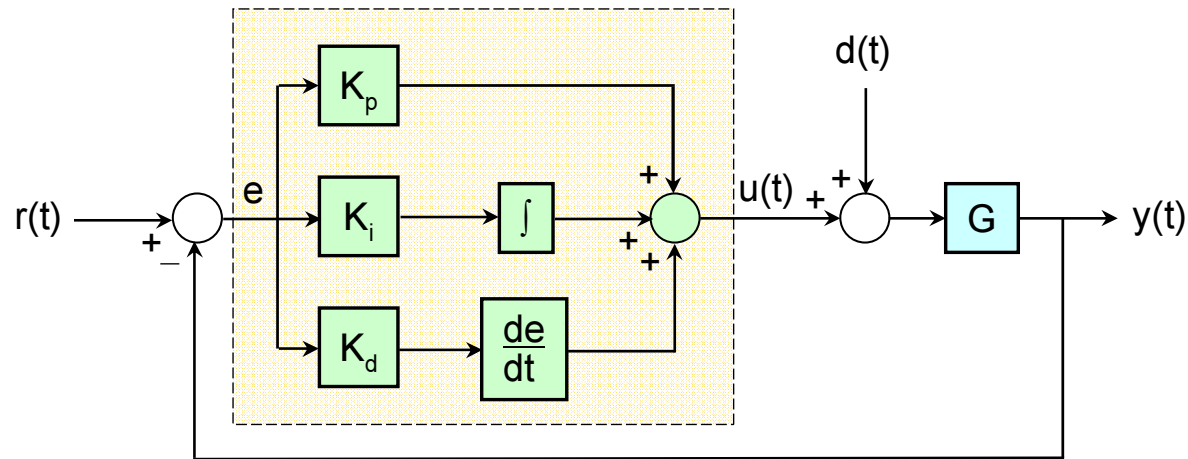 d(t)
K_p
r(t)
e
K_i
∫
u(t)
G
y(t)
K_d
de
dt
+
_
+
+
+
+
+